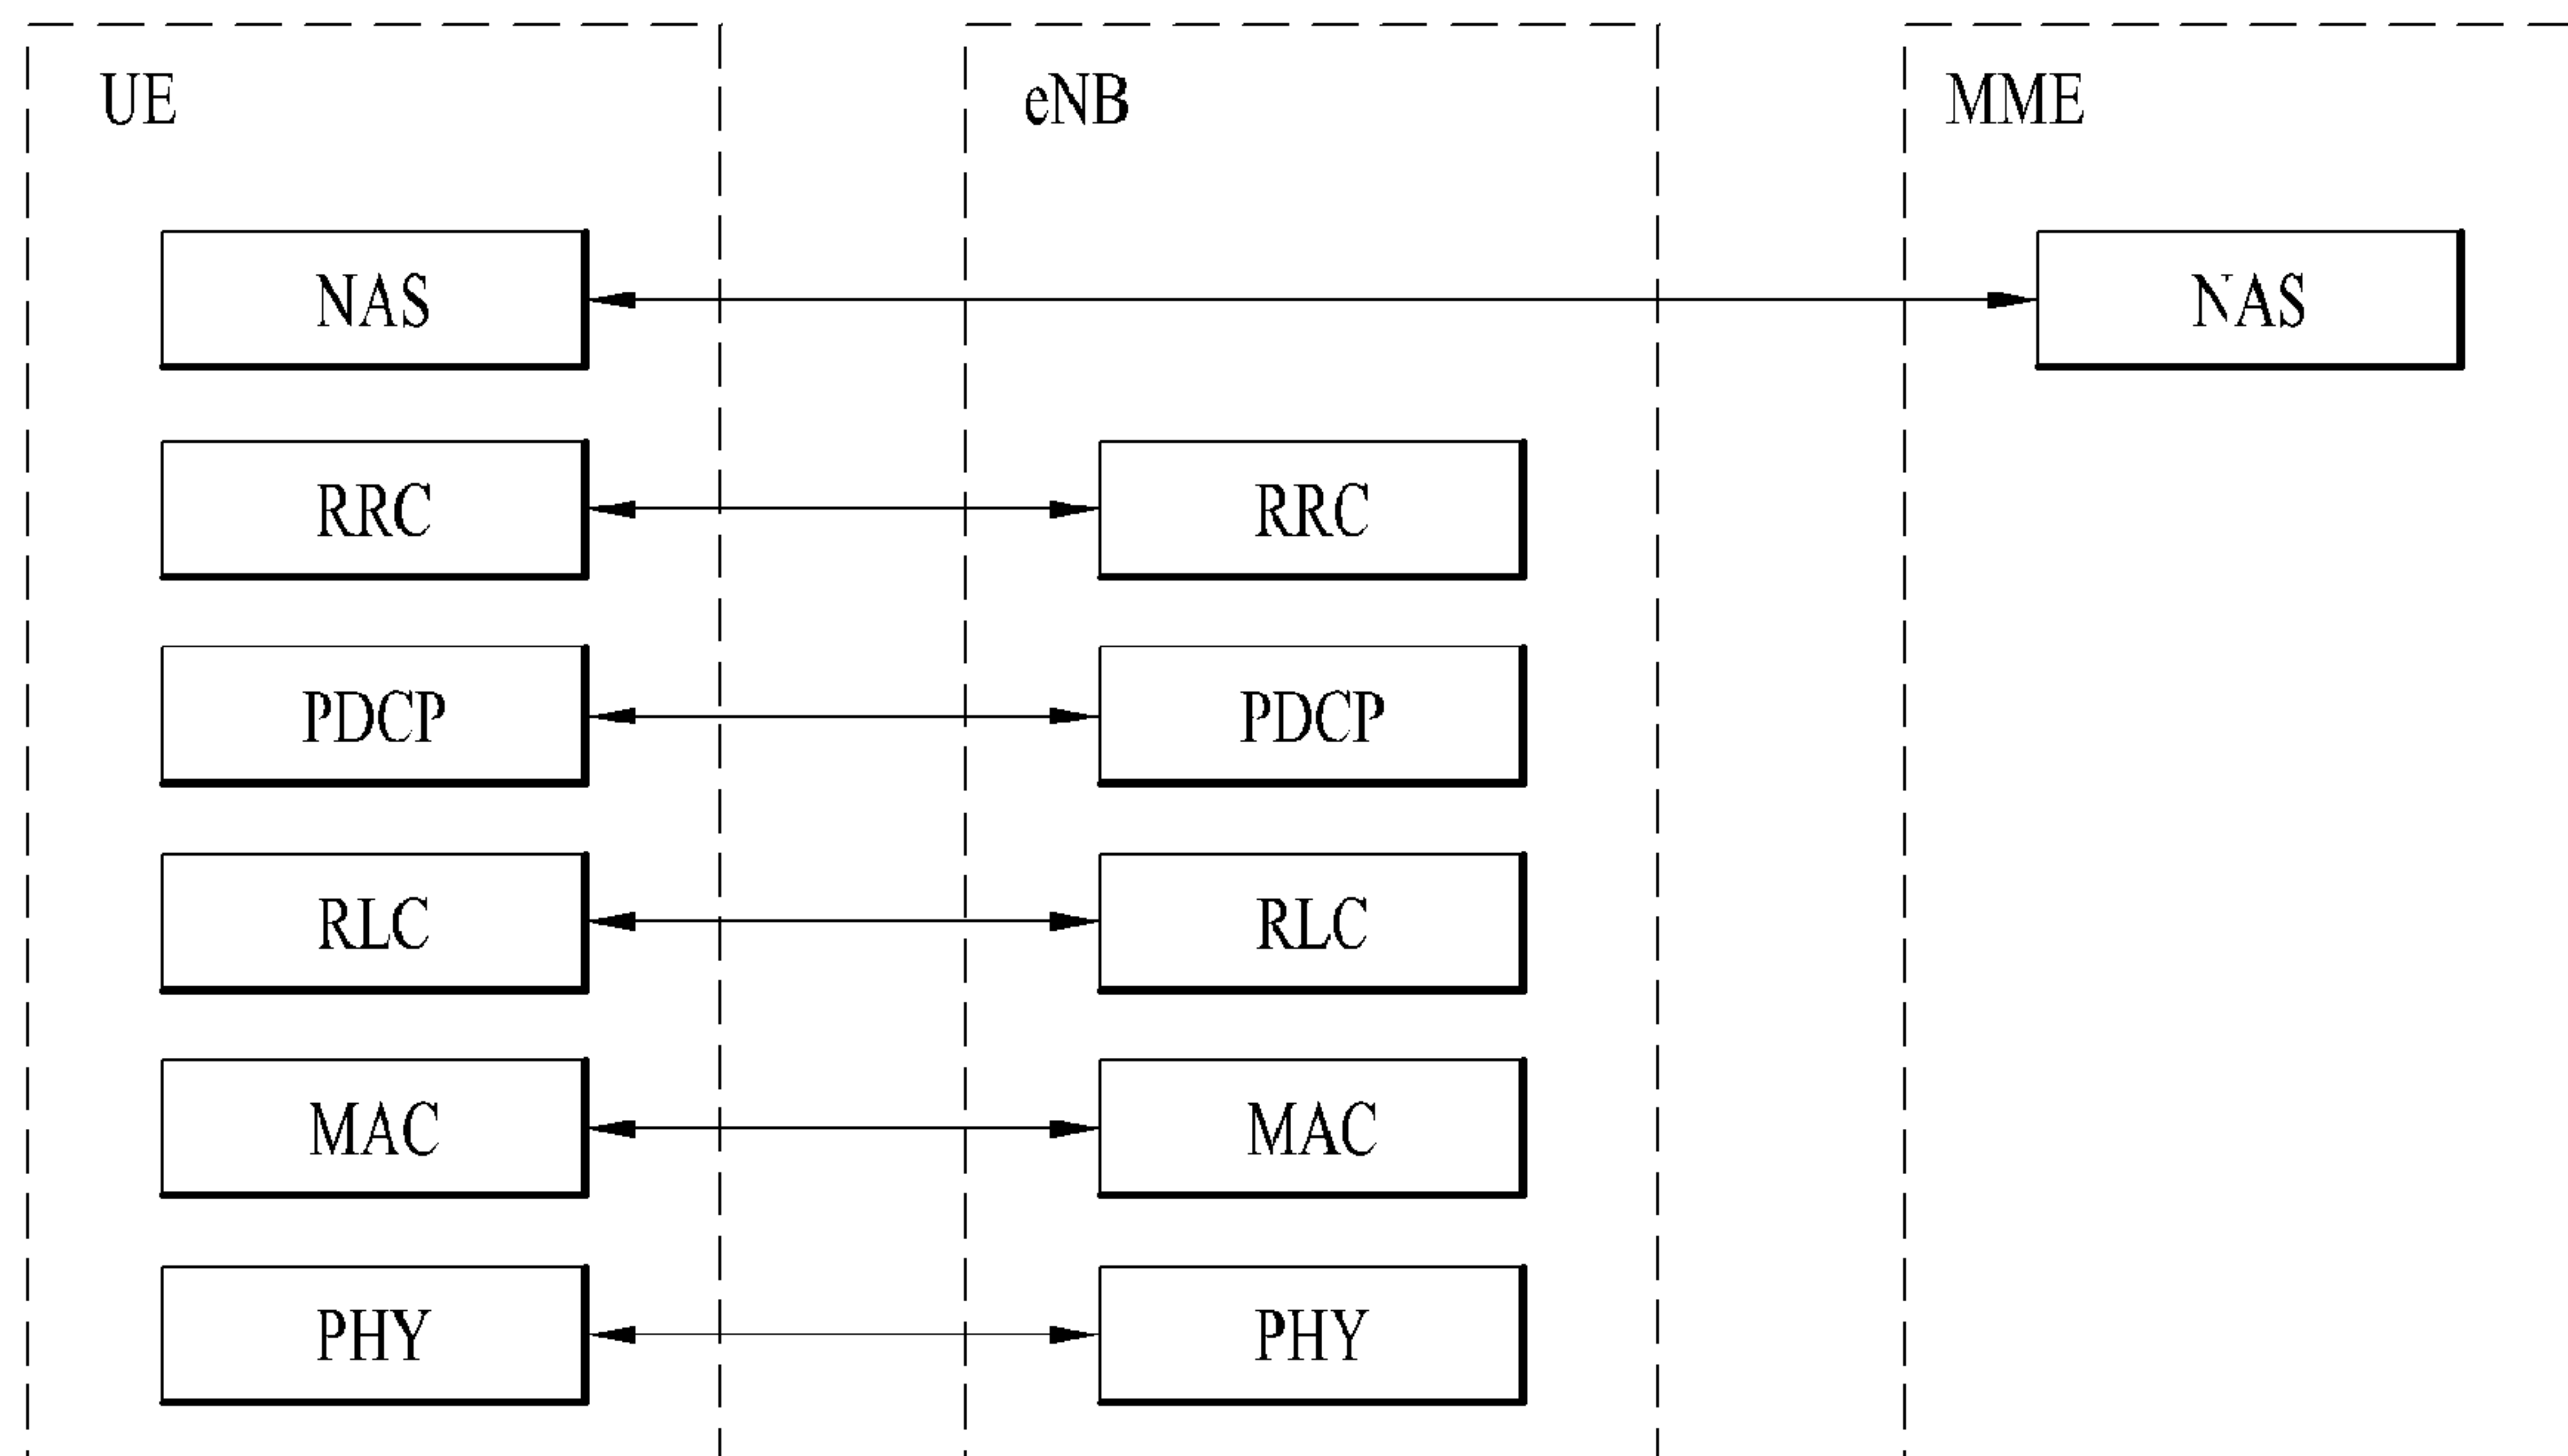 UE
eNB
MME
NAS
NAS
RRC
RRC
PDCP
PDCP
RLC
RLC
MAC
MAC
PHY
PHY